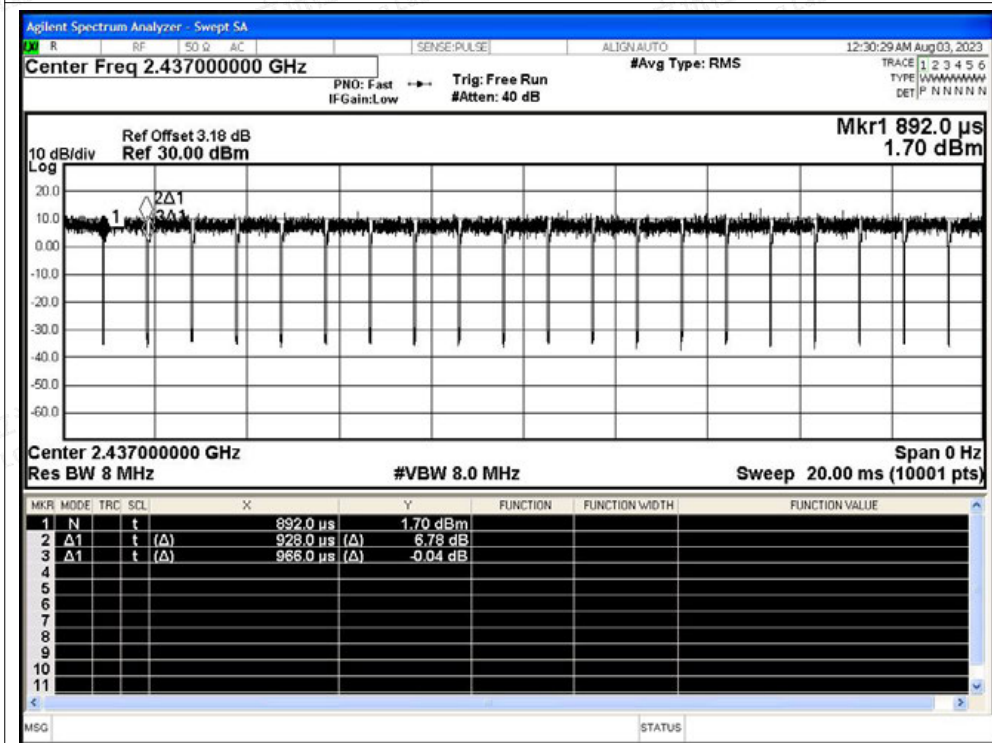 Agilent Spectrum Analyzer - Swept SA
R RF 50 Ω AC SENSE:PULSE ALIGN AUTO 12:30:29 AM Aug 03, 2023
Center Freq 2.437000000 GHz #Avg Type: RMS TRACE 1 2 3 4 5 6
PNO: Fast Trig: Free Run TYPE WWWWWW
IFGain:Low #Atten: 40 dB DET P N N N N N
Mkr1 892.0 µs
Ref Offset 3.18 dB
10 dB/div Ref 30.00 dBm 1.70 dBm
Log
20.0
2Δ1
10.0 1 3Δ1
0.00
-10.0
-20.0
-30.0
-40.0
-50.0
-60.0
Center 2.437000000 GHz Span 0 Hz
Res BW 8 MHz #VBW 8.0 MHz Sweep 20.00 ms (10001 pts)
MKR MODE TRC SCL X Y FUNCTION FUNCTION WIDTH FUNCTION VALUE
1 N t 892.0 µs 1.70 dBm
2 Δ1 t (Δ) 928.0 µs (Δ) 6.78 dB
3 Δ1 t (Δ) 966.0 µs (Δ) -0.04 dB
4
5
6
7
8
9
10
11
MSG STATUS